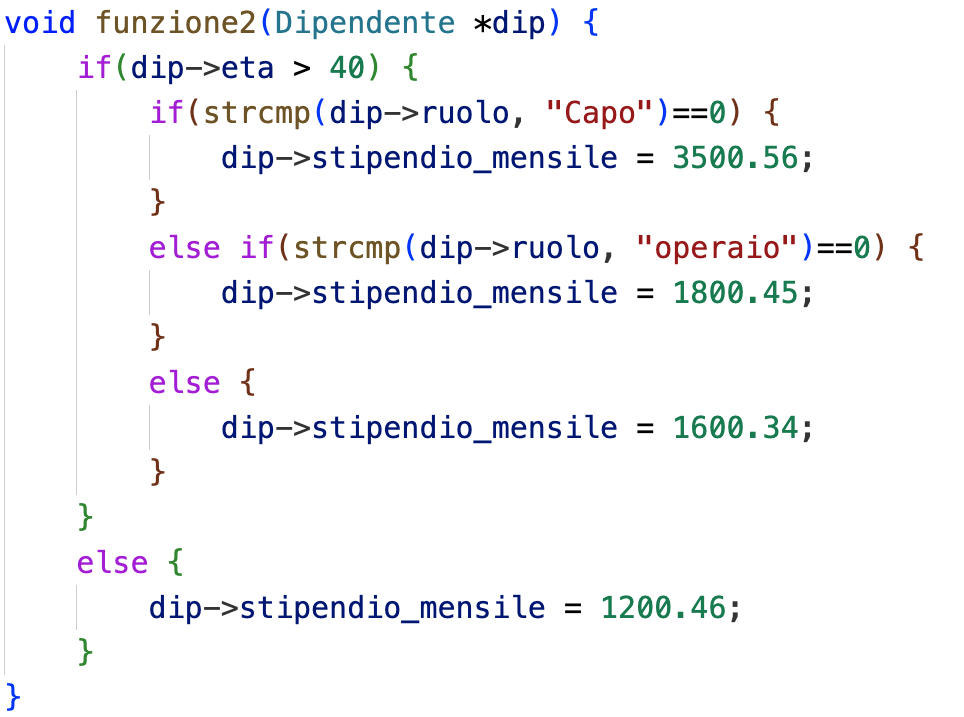 void funzione2(Dipendente *dip) {
    if(dip->eta > 40) {
        if(strcmp(dip->ruolo, "Capo")==0) {
            dip->stipendio_mensile = 3500.56;
        }
        else if(strcmp(dip->ruolo, "operaio")==0) {
            dip->stipendio_mensile = 1800.45;
        }
        else {
            dip->stipendio_mensile = 1600.34;
        }
    }
    else {
        dip->stipendio_mensile = 1200.46;
    }
}